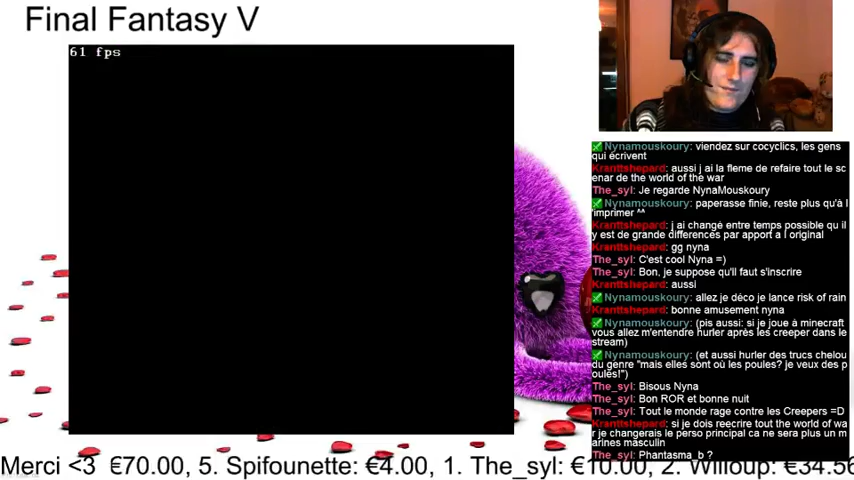 Final Fantasy V
61 fps
Nynamouskoury: viendez sur cocyclics, les gens
qui écrivent
Kranttshepard: aussi j ai la fleme de refaire tout le sc
enar de the world of the war
The_syl: Je regarde NynaMouskoury
Nynamouskoury: paperasse finie, reste plus qu'à l
'imprimer ^^
Kranttshepard: j ai changé entre temps possible qu il
y est de grande differences par apport a l original
Kranttshepard: gg nyna
The_syl: C'est cool Nyna =)
The_syl: Bon, je suppose qu'il faut s'inscrire
Kranttshepard: aussi
Nynamouskoury: allez je déco je lance risk of rain
Kranttshepard: bonne amusement nyna
Nynamouskoury: (pis aussi: si je joue à minecraft
vous allez m'entendre hurler après les creeper dans le
stream)
Nynamouskoury: (et aussi hurler des trucs chelou
du genre "mais elles sont où les poules? je veux des p
oules!")
The_syl: Bisous Nyna
The_syl: Bon ROR et bonne nuit
The_syl: Tout le monde rage contre les Creepers =D
Kranttshepard: si je dois reecrire tout the world of wa
r je changerais le perso principal ca ne sera plus un m
arines masculin
The_syl: Phantasma_b ?
Merci <3 €70.00, 5. Spifounette: €4.00, 1. The_syl: €10.00, 2. Willoup: €34.56